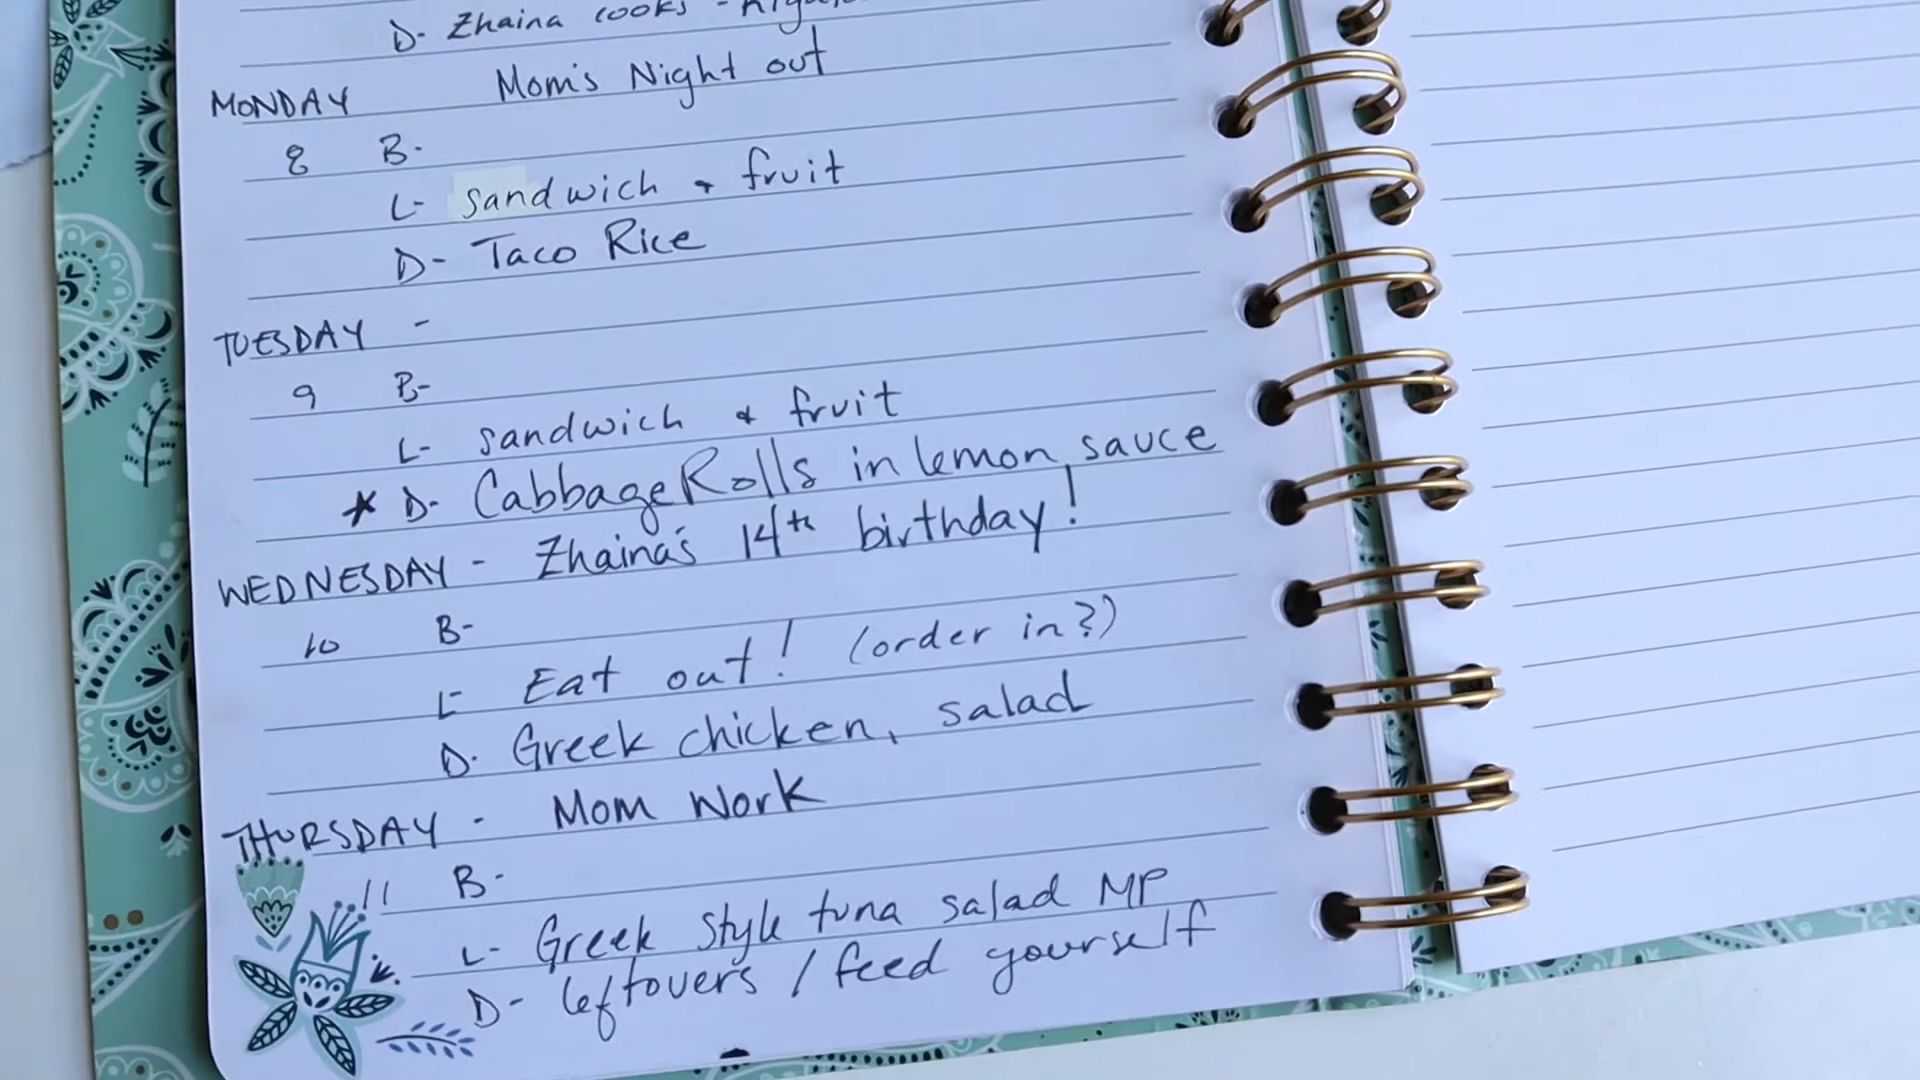 D- Zhaina cooks -
MONDAY Mom's Night out
8 B-
L- sandwich & fruit
D- Taco Rice
TUESDAY -
9 B-
L- sandwich & fruit
* D- Cabbage Rolls in lemon sauce
WEDNESDAY - Zhaina's 14th birthday!
10 B-
L- Eat out! (order in?)
D- Greek chicken, salad
THURSDAY - Mom Work
11 B-
L- Greek Style tuna salad MP
D- leftovers / feed yourself